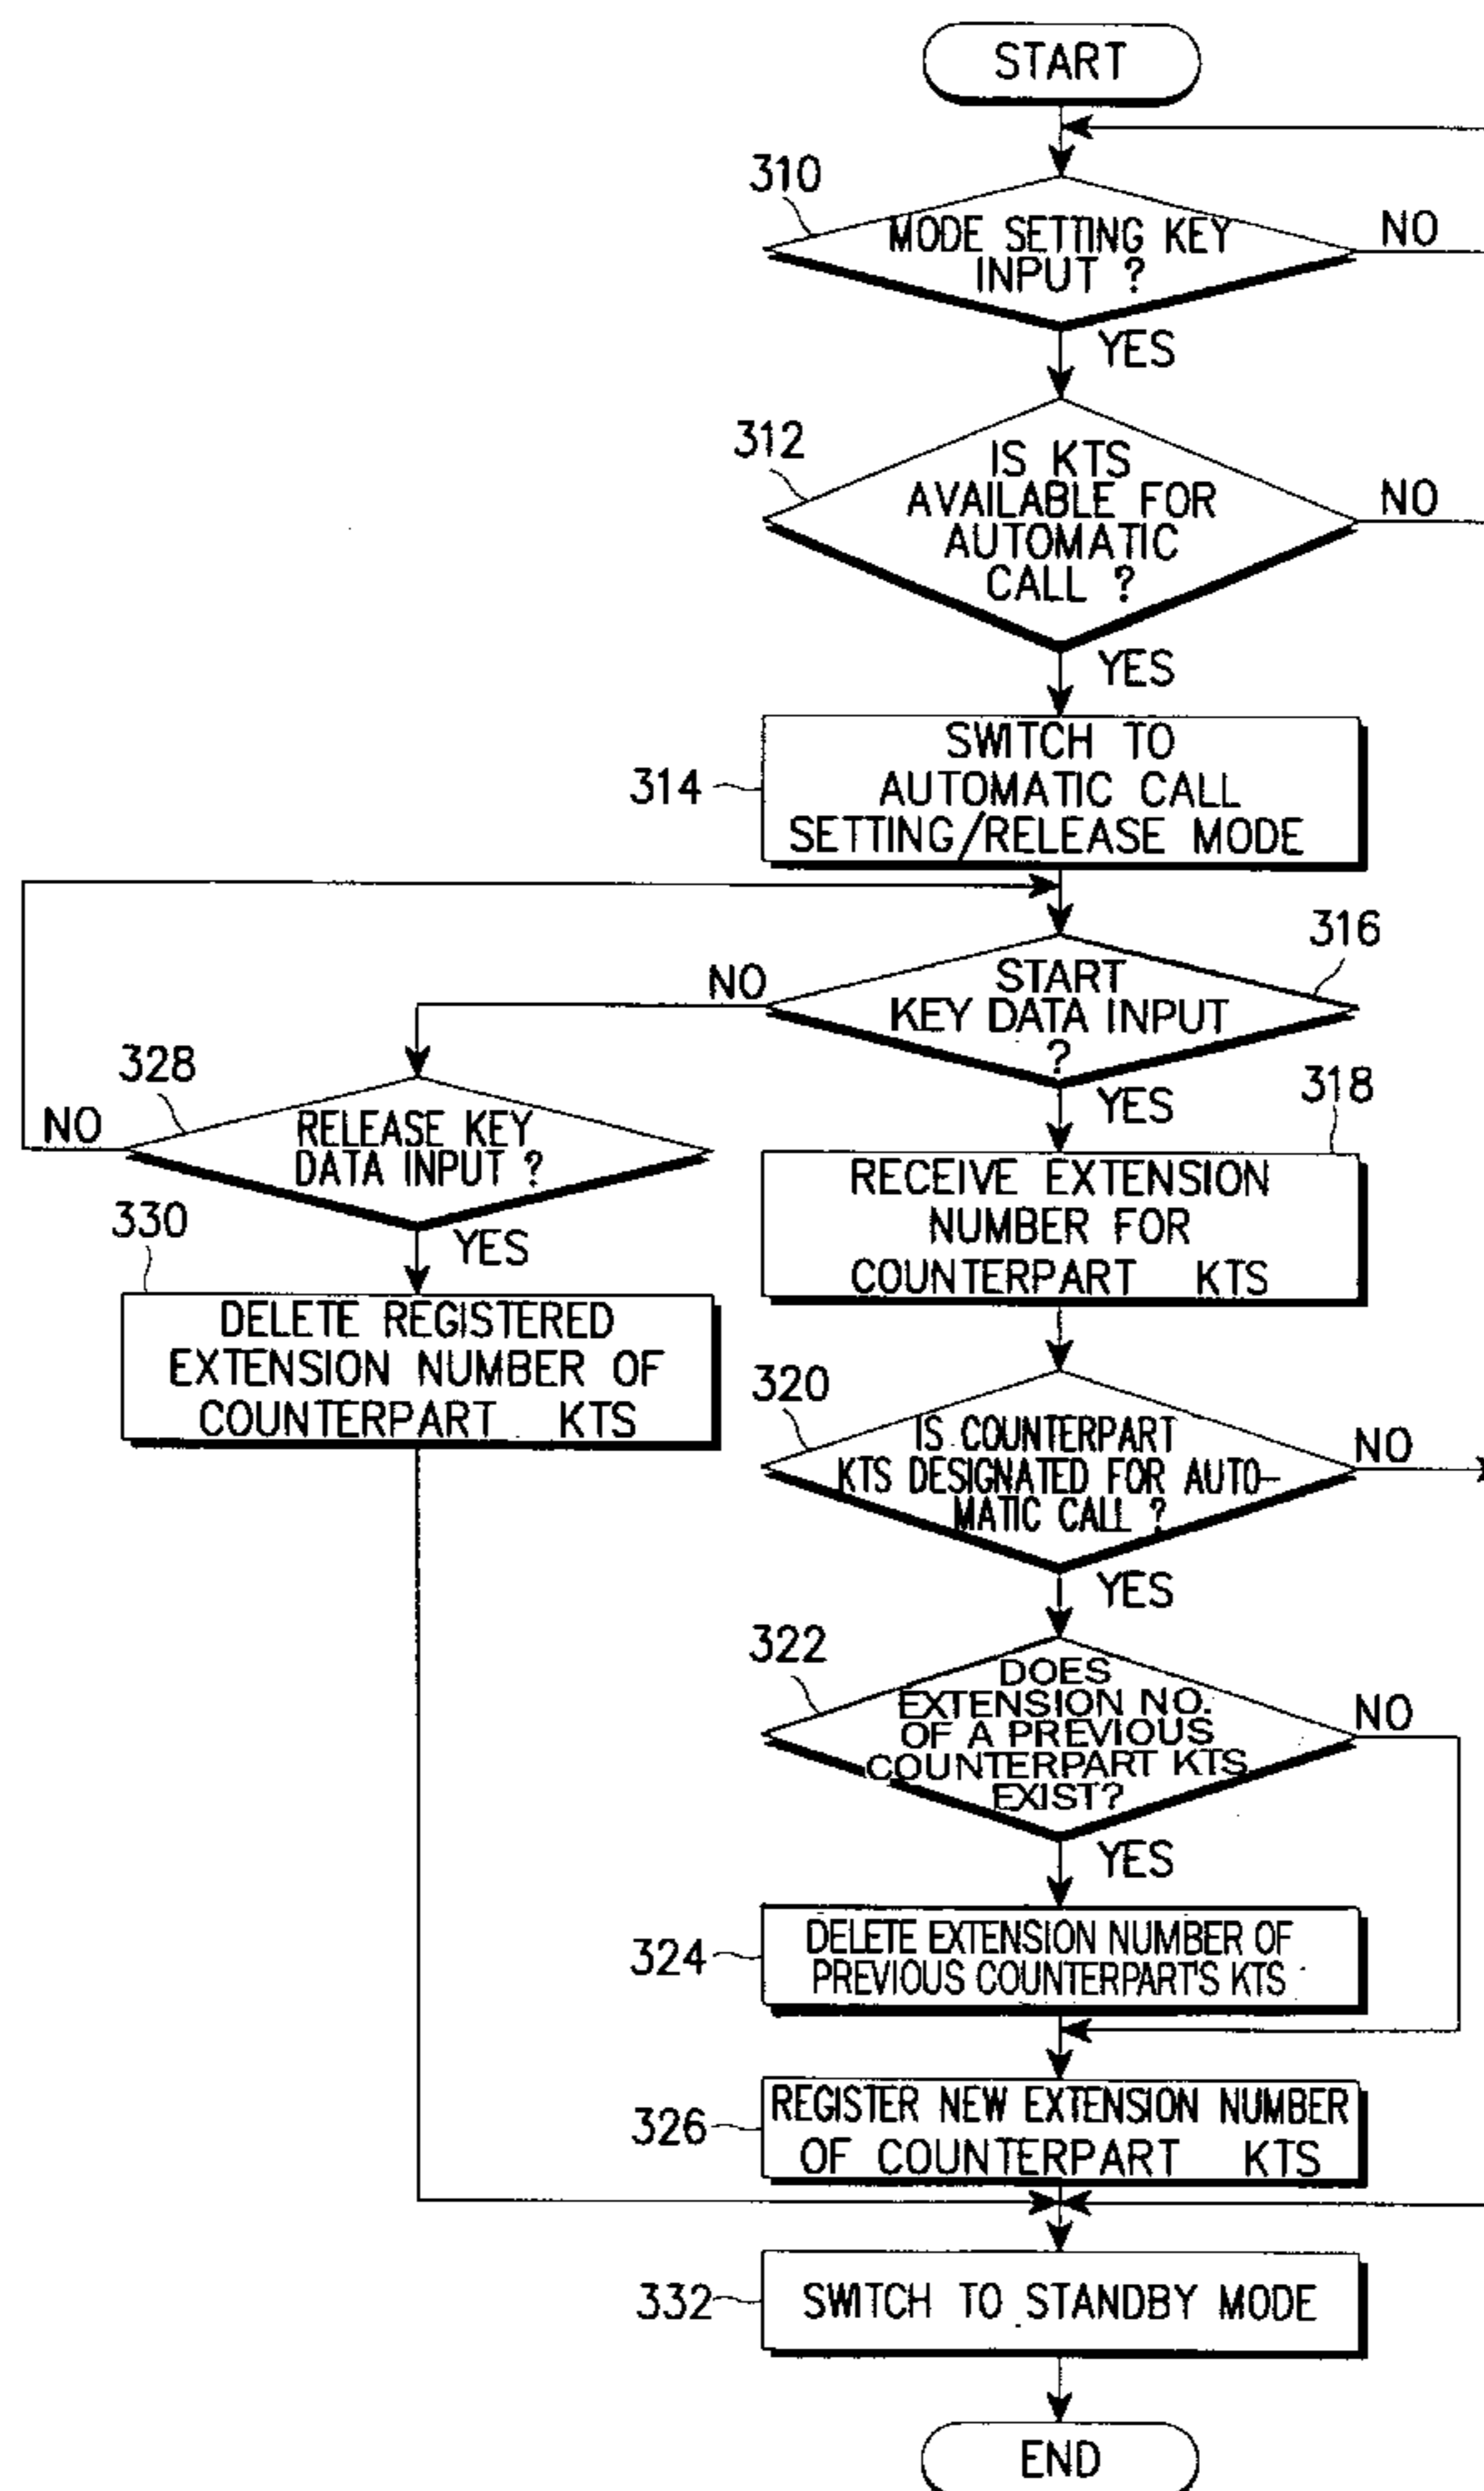 START
310
MODE SETTING KEY
INPUT ?
NO
YES
312
IS KTS
AVAILABLE FOR
AUTOMATIC
CALL ?
NO
YES
314
SWITCH TO
AUTOMATIC CALL
SETTING/RELEASE MODE
316
START
KEY DATA INPUT
?
NO
YES
328
RELEASE KEY
DATA INPUT ?
NO
YES
318
RECEIVE EXTENSION
NUMBER FOR
COUNTERPART KTS
330
DELETE REGISTERED
EXTENSION NUMBER OF
COUNTERPART KTS
320
IS COUNTERPART
KTS DESIGNATED FOR AUTO-
MATIC CALL ?
NO
YES
322
DOES
EXTENSION NO.
OF A PREVIOUS
COUNTERPART KTS
EXIST?
NO
YES
324
DELETE EXTENSION NUMBER OF
PREVIOUS COUNTERPART'S KTS
326
REGISTER NEW EXTENSION NUMBER
OF COUNTERPART KTS
332
SWITCH TO STANDBY MODE
END